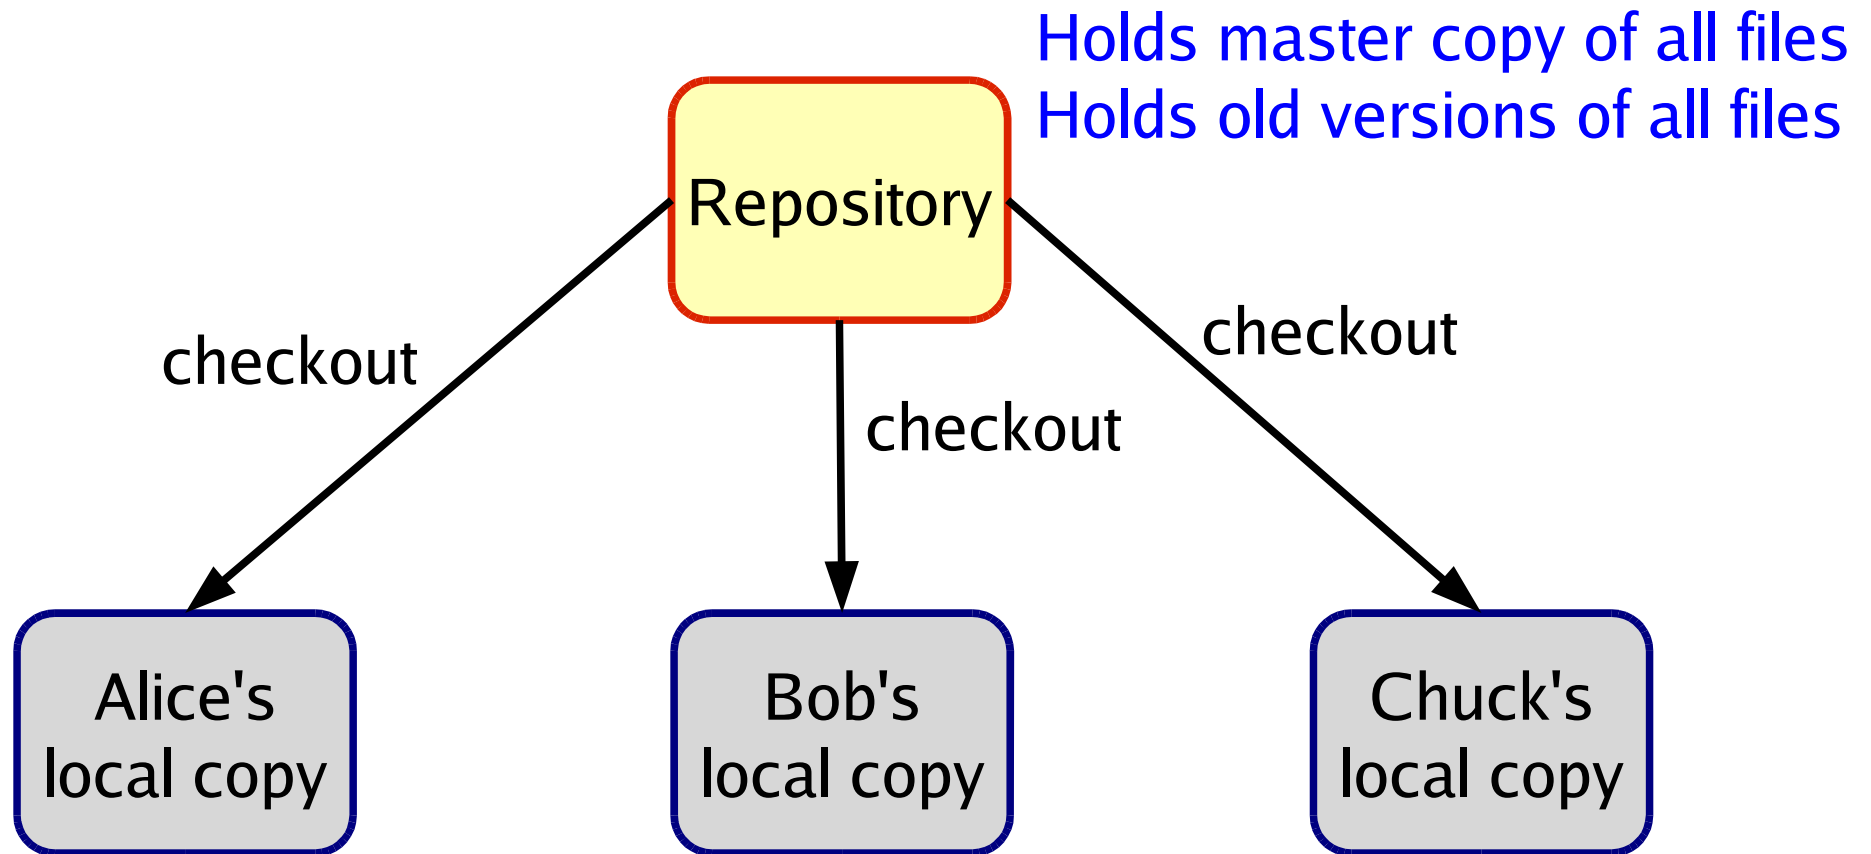 Holds master copy of all files
Holds old versions of all files
Repository
checkout
checkout
checkout
Alice's
local copy
Bob's
local copy
Chuck's
local copy